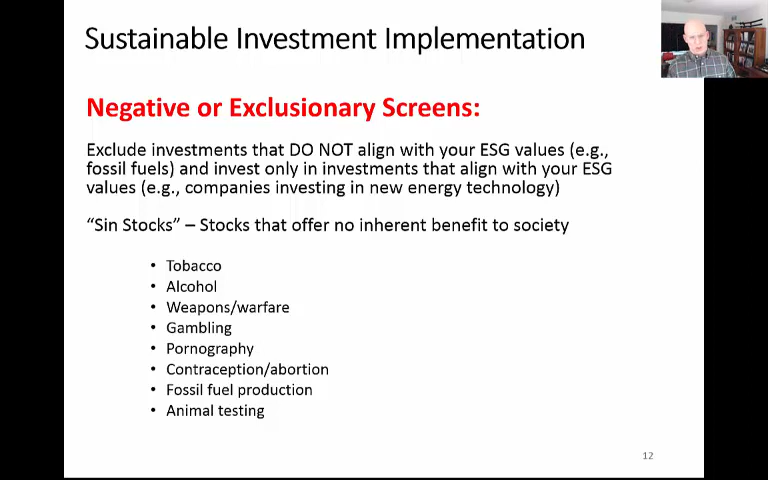 Sustainable Investment Implementation
Negative or Exclusionary Screens:
Exclude investments that DO NOT align with your ESG values (e.g.,
fossil fuels) and invest only in investments that align with your ESG
values (e.g., companies investing in new energy technology)
“Sin Stocks” – Stocks that offer no inherent benefit to society
• Tobacco
• Alcohol
• Weapons/warfare
• Gambling
• Pornography
• Contraception/abortion
• Fossil fuel production
• Animal testing
12